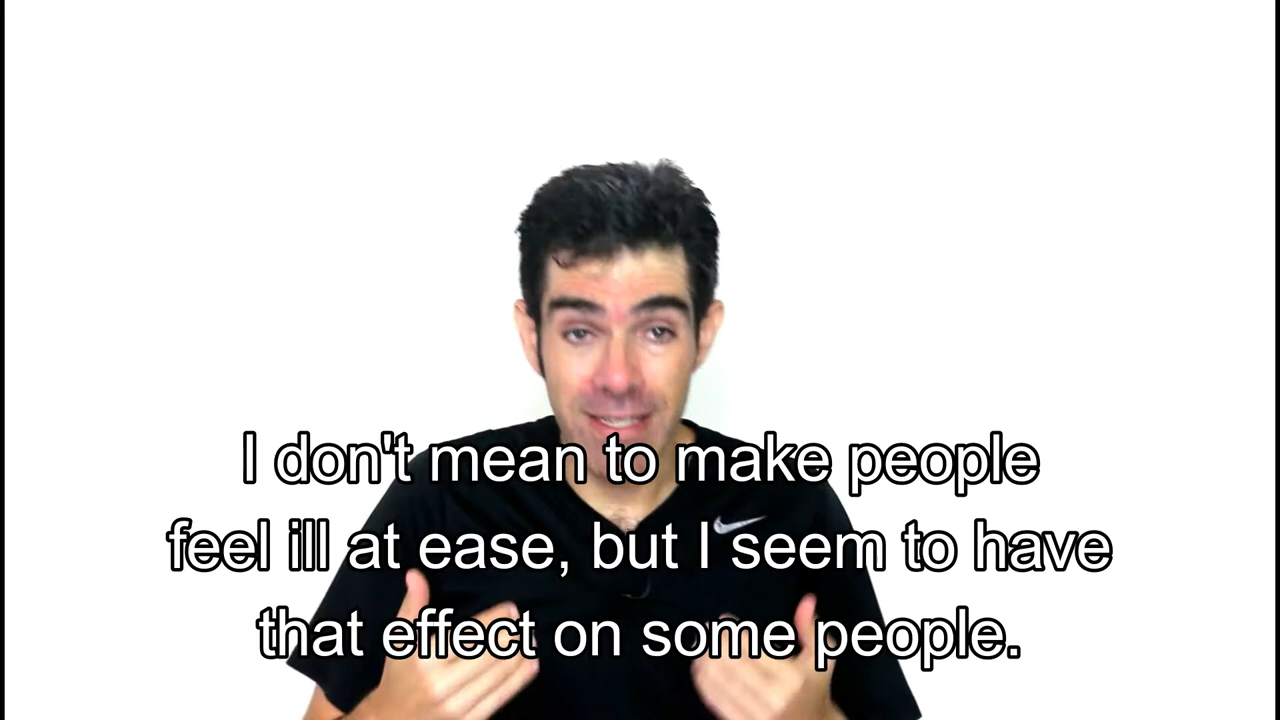 I don't mean to make people
feel ill at ease, but I seem to have
that effect on some people.